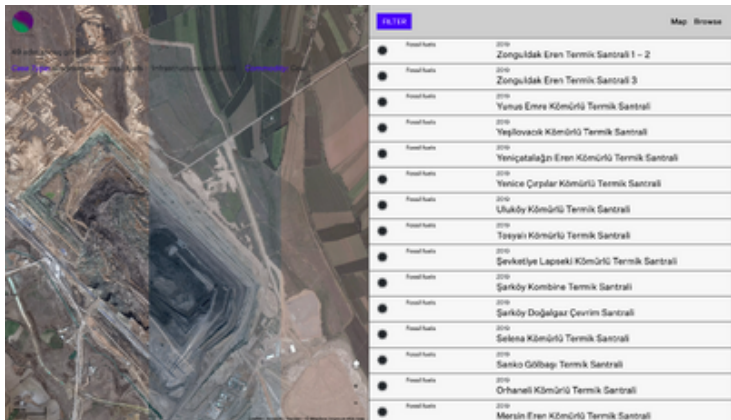 FILTER
Map Browse
Fossil fuels 2019
Zonguldak Eren Termik Santrali 1 – 2
Fossil fuels 2019
Zonguldak Eren Termik Santrali 3
Fossil fuels 2019
Yunus Emre Kömürlü Termik Santrali
Fossil fuels 2019
Yeşilovacık Kömürlü Termik Santrali
Fossil fuels 2019
Yeniçatalağzı Eren Kömürlü Termik Santrali
Fossil fuels 2019
Yenice Çırpılar Kömürlü Termik Santrali
Fossil fuels 2019
Uluköy Kömürlü Termik Santrali
Fossil fuels 2019
Tosyalı Kömürlü Termik Santrali
Fossil fuels 2019
Şevketiye Lapseki Kömürlü Termik Santrali
Fossil fuels 2019
Şarköy Kombine Termik Santrali
Fossil fuels 2019
Şarköy Doğalgaz Çevrim Santrali
Fossil fuels 2019
Selena Kömürlü Termik Santrali
Fossil fuels 2019
Sanko Gölbaşı Termik Santrali
Fossil fuels 2019
Orhaneli Kömürlü Termik Santrali
Fossil fuels 2019
Mersin Eren Kömürlü Termik Santrali